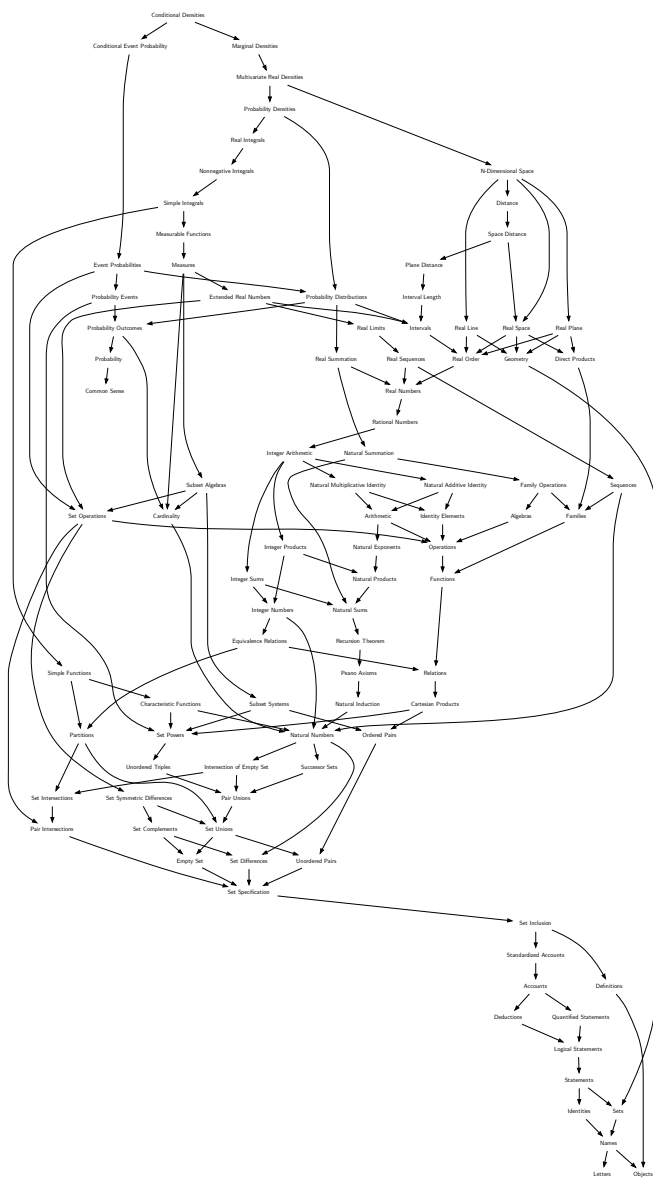 Conditional Densities
Conditional Event Probability Marginal Densities
Multivariate Real Densities
Probability Densities
Real Integrals
Nonnegative Integrals N-Dimensional Space
Simple Integrals Distance
Measurable Functions Space Distance
Event Probabilities Measures Plane Distance
Probability Events Extended Real Numbers Probability Distributions Interval Length
Probability Outcomes Real Limits Intervals Real Line Real Space Real Plane
Probability Real Summation Real Sequences Real Order Geometry Direct Products
Common Sense Real Numbers
Rational Numbers
Integer Arithmetic Natural Summation
Subset Algebras Natural Multiplicative Identity Natural Additive Identity Family Operations Sequences
Set Operations Cardinality Arithmetic Identity Elements Algebras Families
Integer Products Natural Exponents Operations
Integer Sums Natural Products Functions
Integer Numbers Natural Sums
Equivalence Relations Recursion Theorem
Simple Functions Peano Axioms Relations
Characteristic Functions Subset Systems Natural Induction Cartesian Products
Partitions Set Powers Natural Numbers Ordered Pairs
Unordered Triples Intersection of Empty Set Successor Sets
Set Intersections Set Symmetric Differences Pair Unions
Pair Intersections Set Complements Set Unions
Empty Set Set Differences Unordered Pairs
Set Specification
Set Inclusion
Standardized Accounts
Accounts Definitions
Deductions Quantified Statements
Logical Statements
Statements
Identities Sets
Names
Letters Objects